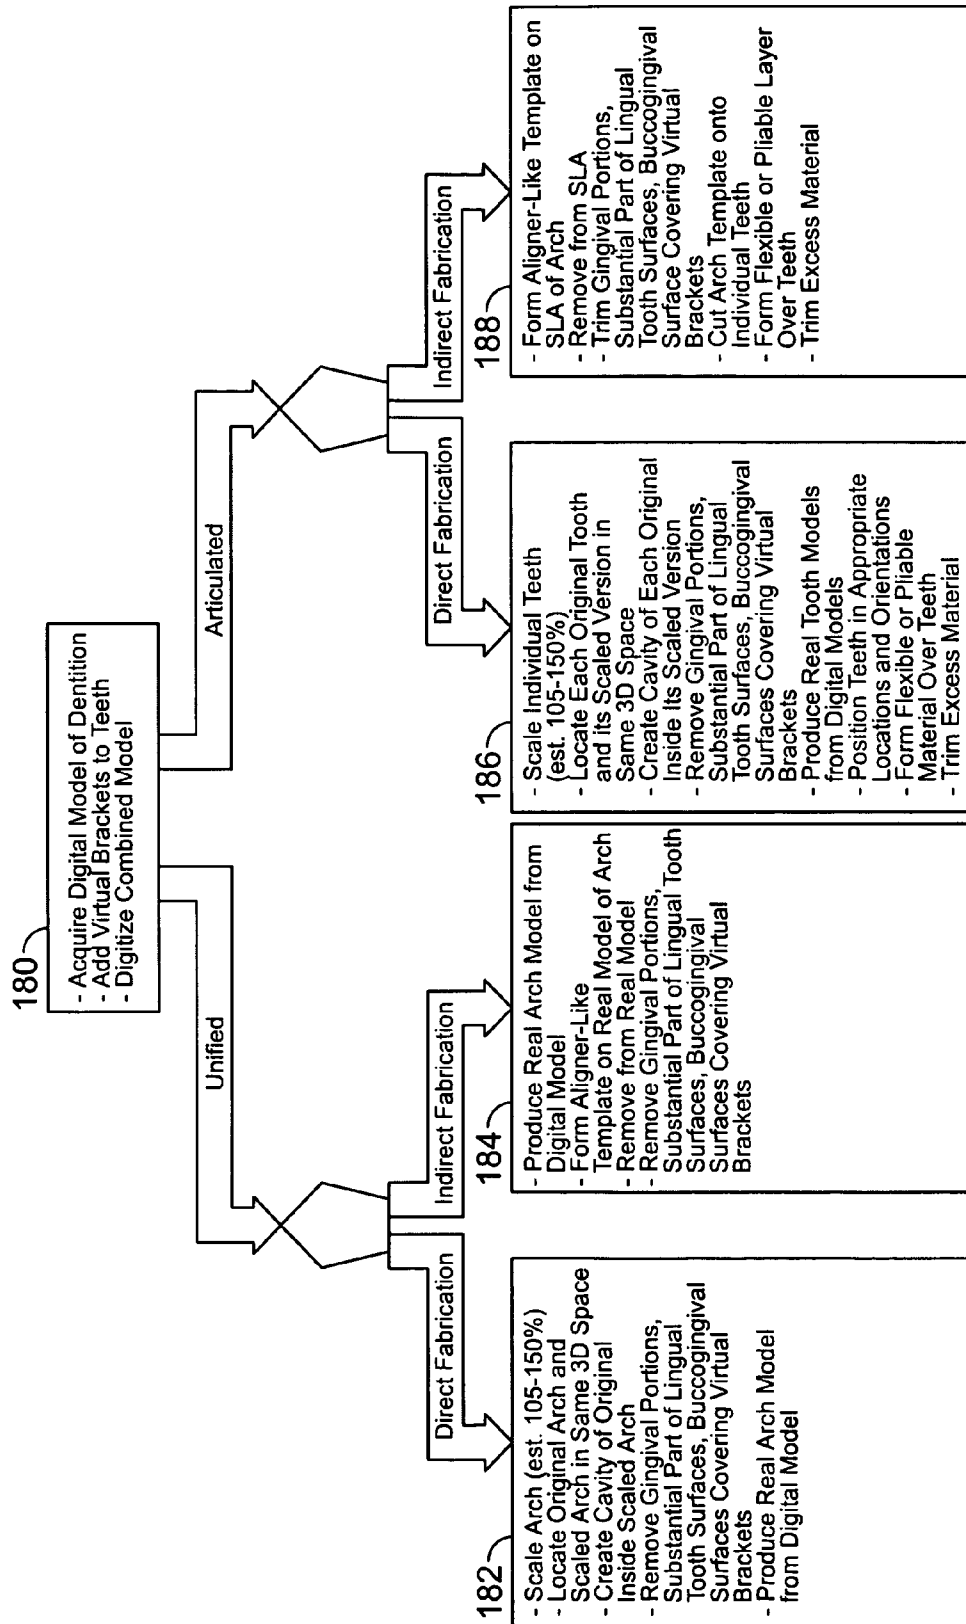 180
- Acquire Digital Model of Dentition
- Add Virtual Brackets to Teeth
- Digitize Combined Model
Unified
Articulated
Direct Fabrication
Indirect Fabrication
Direct Fabrication
Indirect Fabrication
182
- Scale Arch (est. 105-150%)
- Locate Original Arch and
Scaled Arch in Same 3D Space
- Create Cavity of Original
Inside Scaled Arch
- Remove Gingival Portions,
Substantial Part of Lingual
Tooth Surfaces, Buccogingival
Surfaces Covering Virtual
Brackets
- Produce Real Arch Model
from Digital Model
184
- Produce Real Arch Model from
Digital Model
- Form Aligner-Like
Template on Real Model of Arch
- Remove from Real Model
- Remove Gingival Portions,
Substantial Part of Lingual Tooth
Surfaces, Buccogingival
Surfaces Covering Virtual
Brackets
186
- Scale Individual Teeth
(est. 105-150%)
- Locate Each Original Tooth
and its Scaled Version in
Same 3D Space
- Create Cavity of Each Original
Inside Its Scaled Version
- Remove Gingival Portions,
Substantial Part of Lingual
Tooth Surfaces, Buccogingival
Surfaces Covering Virtual
Brackets
- Produce Real Tooth Models
from Digital Models
- Position Teeth in Appropriate
Locations and Orientations
- Form Flexible or Pliable
Material Over Teeth
- Trim Excess Material
188
- Form Aligner-Like Template on
SLA of Arch
- Remove from SLA
- Trim Gingival Portions,
Substantial Part of Lingual
Tooth Surfaces, Buccogingival
Surface Covering Virtual
Brackets
- Cut Arch Template onto
Individual Teeth
- Form Flexible or Pliable Layer
Over Teeth
- Trim Excess Material